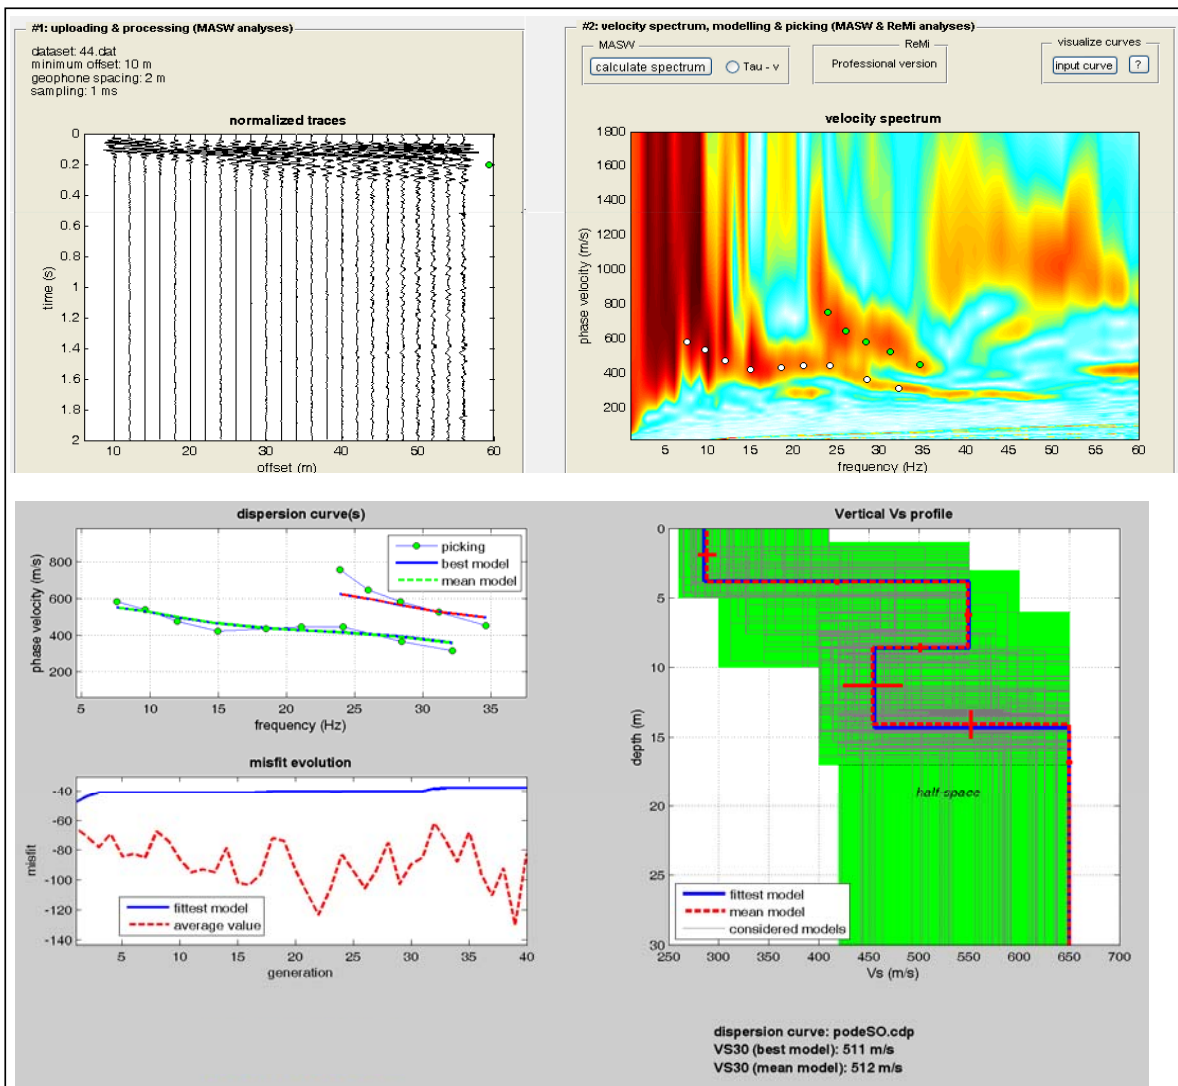 #1: uploading & processing (MASW analyses)
dataset: 44.dat
minimum offset: 10 m
geophone spacing: 2 m
sampling: 1 ms
normalized traces
0
0.2
0.4
0.6
0.8
1
1.2
1.4
1.6
1.8
2
time (s)
10 20 30 40 50 60
offset (m)
#2: velocity spectrum, modelling & picking (MASW & ReMi analyses)
MASW
calculate spectrum
Tau - v
ReMi
Professional version
visualize curves
input curve
?
velocity spectrum
1800
1600
1400
1200
1000
800
600
400
200
phase velocity (m/s)
5 10 15 20 25 30 35 40 45 50 55 60
frequency (Hz)
dispersion curve(s)
picking
best model
mean model
800
600
400
200
phase velocity (m/s)
5 10 15 20 25 30 35
frequency (Hz)
misfit evolution
-40
-60
-80
-100
-120
-140
misfit
fittest model
average value
5 10 15 20 25 30 35 40
generation
Vertical Vs profile
0
5
10
15
20
25
30
depth (m)
half-space
fittest model
mean model
considered models
250 300 350 400 450 500 550 600 650 700
Vs (m/s)
dispersion curve: podeSO.cdp
VS30 (best model): 511 m/s
VS30 (mean model): 512 m/s